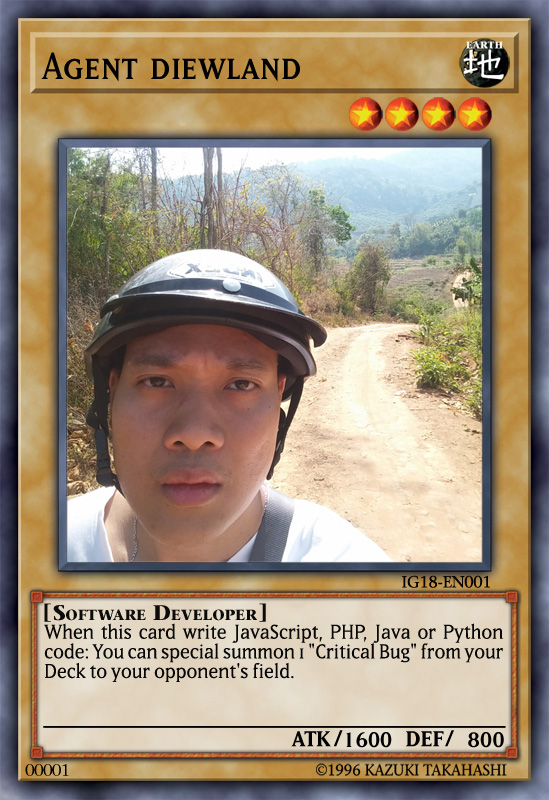 Agent diewland
EARTH
地
IG18-EN001
[Software Developer]
When this card write JavaScript, PHP, Java or Python
code: You can special summon 1 "Critical Bug" from your
Deck to your opponent's field.
ATK/1600 DEF/ 800
00001
©1996 KAZUKI TAKAHASHI